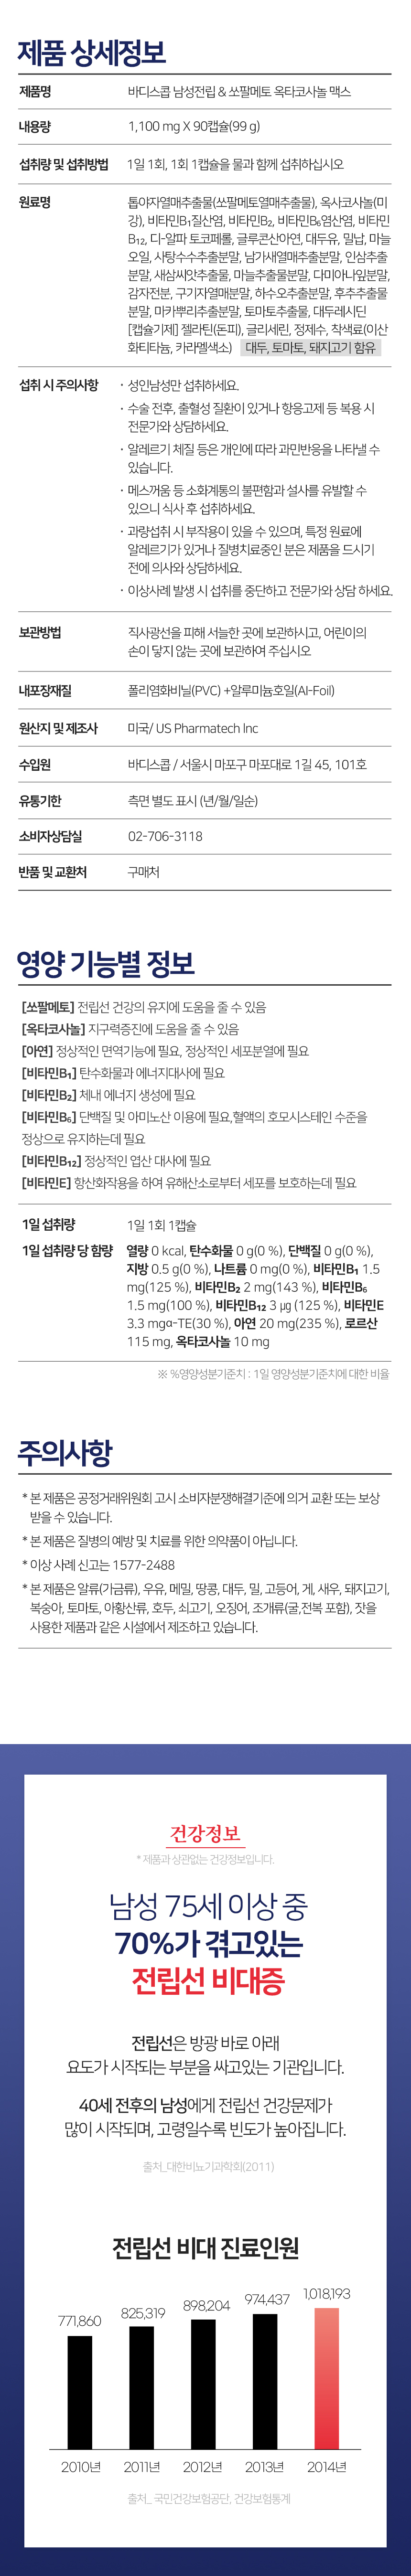 제품 상세정보
제품명 바디스콥 남성전립 & 쏘팔메토 옥타코사놀 맥스
내용량 1,100 mg X 90캡슐(99 g)
섭취량 및 섭취방법 1일 1회, 1회 1캡슐을 물과 함께 섭취하십시오
원료명 톱야자열매추출물(쏘팔메토열매추출물), 옥사코사놀(미
강), 비타민B₁질산염, 비타민B₂, 비타민B₆염산염, 비타민
B₁₂, 디-알파 토코페롤, 글루콘산아연, 대두유, 밀납, 마늘
오일, 사탕수수추출분말, 남가새열매추출분말, 인삼추출
분말, 새삼씨앗추출물, 마늘추출물분말, 다미아나잎분말,
감자전분, 구기자열매분말, 하수오추출분말, 후추추출물
분말, 마카뿌리추출분말, 토마토추출물, 대두레시틴
[캡슐기제] 젤라틴(돈피), 글리세린, 정제수, 착색료(이산
화티타늄, 카라멜색소) 대두, 토마토, 돼지고기 함유
섭취 시 주의사항 · 성인남성만 섭취하세요.
· 수술 전후, 출혈성 질환이 있거나 항응고제 등 복용 시
전문가와 상담하세요.
· 알레르기 체질 등은 개인에 따라 과민반응을 나타낼 수
있습니다.
· 메스꺼움 등 소화계통의 불편함과 설사를 유발할 수
있으니 식사 후 섭취하세요.
· 과량섭취 시 부작용이 있을 수 있으며, 특정 원료에
알레르기가 있거나 질병치료중인 분은 제품을 드시기
전에 의사와 상담하세요.
· 이상사례 발생 시 섭취를 중단하고 전문가와 상담 하세요.
보관방법 직사광선을 피해 서늘한 곳에 보관하시고, 어린이의
손이 닿지 않는 곳에 보관하여 주십시오
내포장재질 폴리염화비닐(PVC) +알루미늄호일(Al-Foil)
원산지 및 제조사 미국/ US Pharmatech Inc
수입원 바디스콥 / 서울시 마포구 마포대로 1길 45, 101호
유통기한 측면 별도 표시 (년/월/일순)
소비자상담실 02-706-3118
반품 및 교환처 구매처
영양 기능별 정보
[쏘팔메토] 전립선 건강의 유지에 도움을 줄 수 있음
[옥타코사놀] 지구력증진에 도움을 줄 수 있음
[아연] 정상적인 면역기능에 필요, 정상적인 세포분열에 필요
[비타민B₁] 탄수화물과 에너지대사에 필요
[비타민B₂] 체내 에너지 생성에 필요
[비타민B₆] 단백질 및 아미노산 이용에 필요,혈액의 호모시스테인 수준을
정상으로 유지하는데 필요
[비타민B₁₂] 정상적인 엽산 대사에 필요
[비타민E] 항산화작용을 하여 유해산소로부터 세포를 보호하는데 필요
1일 섭취량 1일 1회 1캡슐
1일 섭취량 당 함량 열량 0 kcal, 탄수화물 0 g(0 %), 단백질 0 g(0 %),
지방 0.5 g(0 %), 나트륨 0 mg(0 %), 비타민B₁ 1.5
mg(125 %), 비타민B₂ 2 mg(143 %), 비타민B₆
1.5 mg(100 %), 비타민B₁₂ 3 μg (125 %), 비타민E
3.3 mgα-TE(30 %), 아연 20 mg(235 %), 로르산
115 mg, 옥타코사놀 10 mg
※ %영양성분기준치 : 1일 영양성분기준치에 대한 비율
주의사항
* 본 제품은 공정거래위원회 고시 소비자분쟁해결기준에 의거 교환 또는 보상
받을 수 있습니다.
* 본 제품은 질병의 예방 및 치료를 위한 의약품이 아닙니다.
* 이상 사례 신고는 1577-2488
* 본 제품은 알류(가금류), 우유, 메밀, 땅콩, 대두, 밀, 고등어, 게, 새우, 돼지고기,
복숭아, 토마토, 아황산류, 호두, 쇠고기, 오징어, 조개류(굴,전복 포함), 잣을
사용한 제품과 같은 시설에서 제조하고 있습니다.
건강정보
* 제품과 상관없는 건강정보입니다.
남성 75세 이상 중
70%가 겪고있는
전립선 비대증
전립선은 방광 바로 아래
요도가 시작되는 부분을 싸고있는 기관입니다.
40세 전후의 남성에게 전립선 건강문제가
많이 시작되며, 고령일수록 빈도가 높아집니다.
출처_대한비뇨기과학회(2011)
전립선 비대 진료인원
771,860 825,319 898,204 974,437 1,018,193
2010년 2011년 2012년 2013년 2014년
출처_ 국민건강보험공단, 건강보험통계